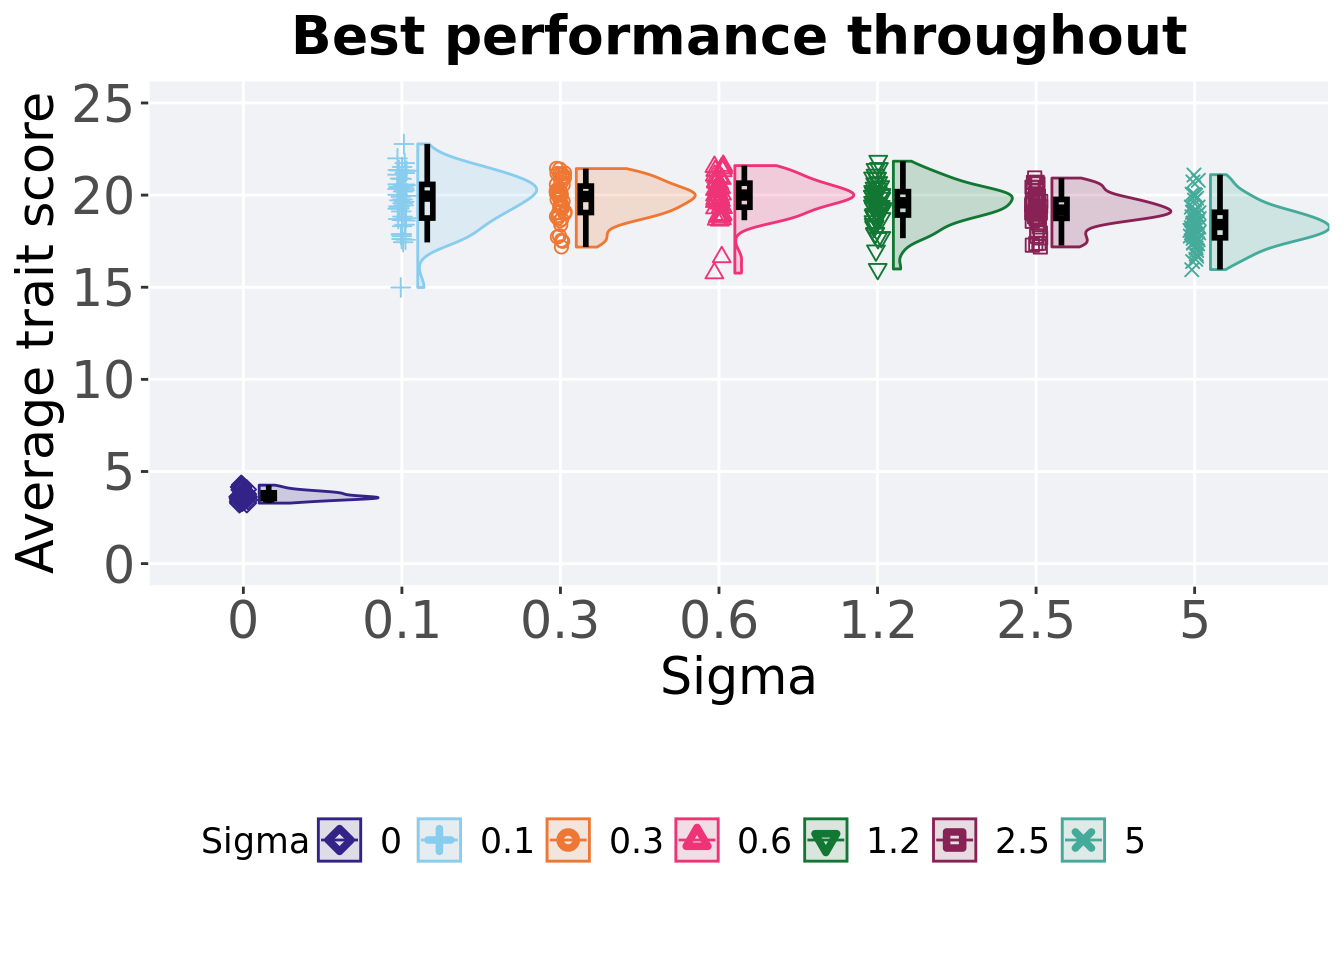 Best performance throughout
Average trait score
25
20
15
10
5
0
0 0.1 0.3 0.6 1.2 2.5 5
Sigma
Sigma 0 0.1 0.3 0.6 1.2 2.5 5